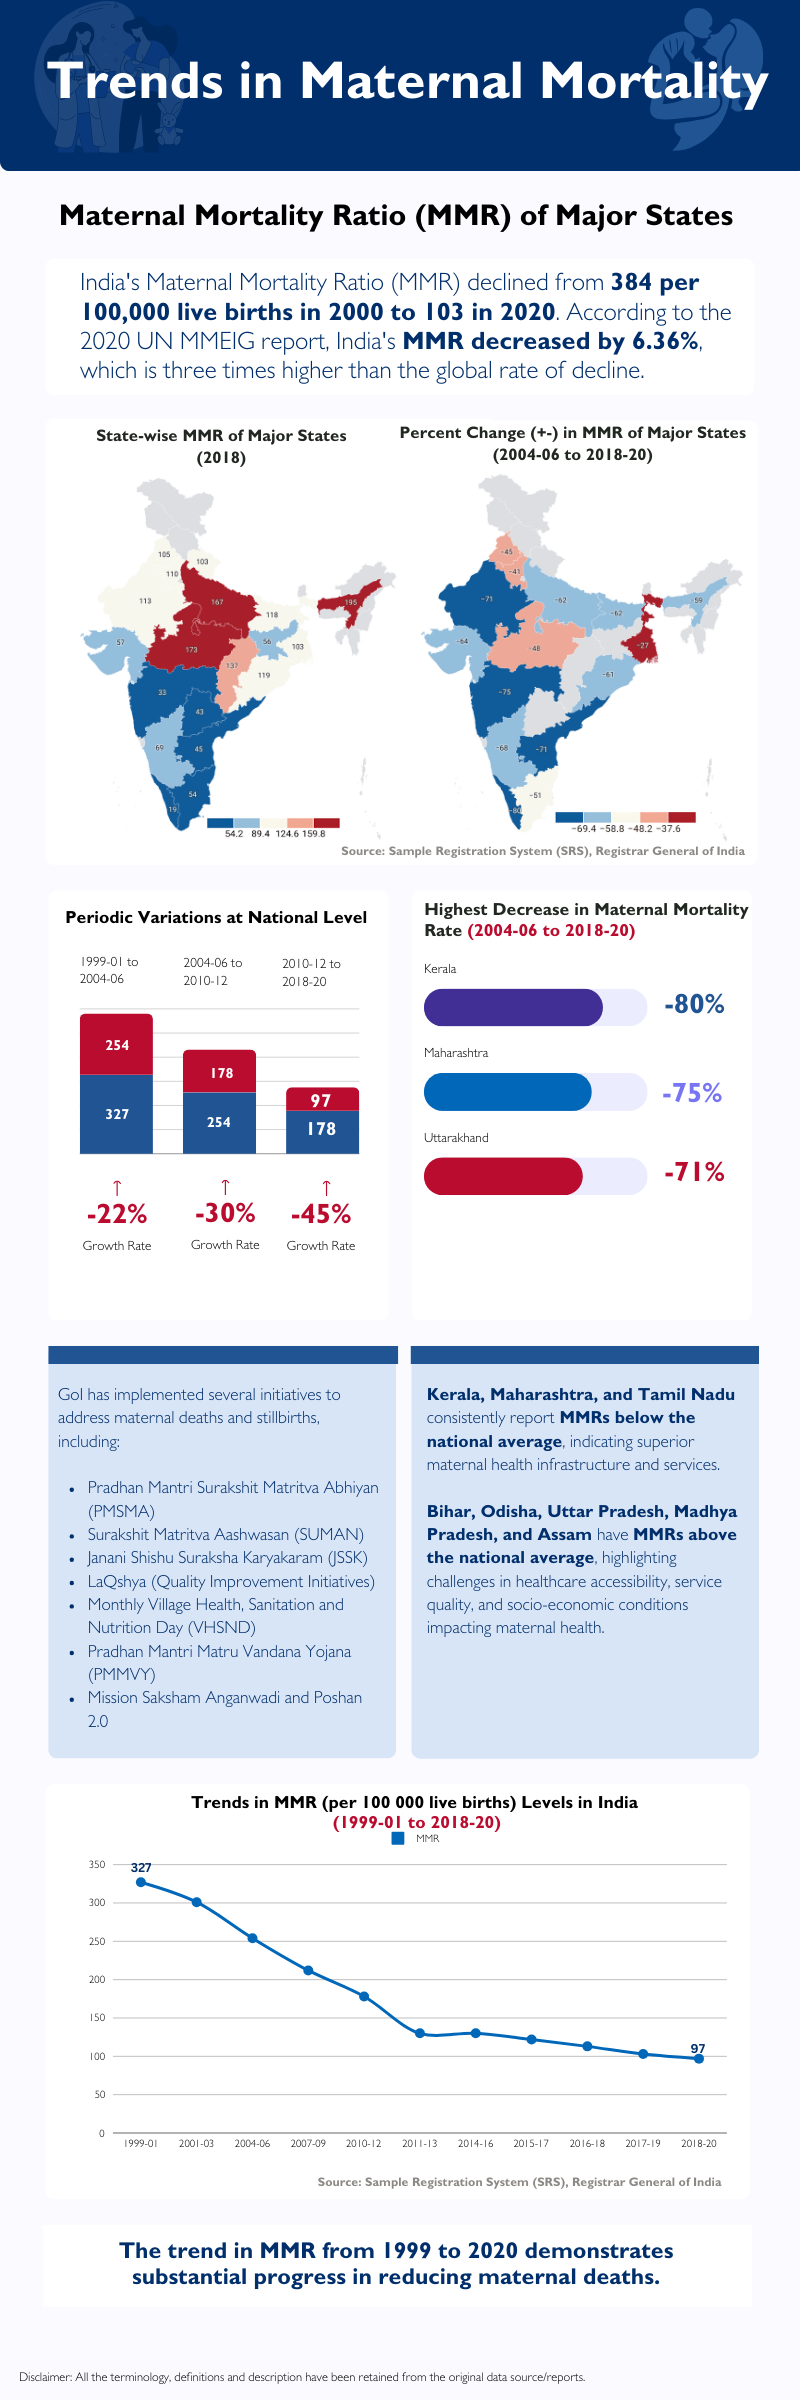 Trends in Maternal Mortality
Maternal Mortality Ratio (MMR) of Major States
India's Maternal Mortality Ratio (MMR) declined from 384 per
100,000 live births in 2000 to 103 in 2020. According to the
2020 UN MMEIG report, India's MMR decreased by 6.36%,
which is three times higher than the global rate of decline.
State-wise MMR of Major States
(2018)
105
103
110
113
167
195
118
57
56
173
103
137
119
33
43
69
45
54
19
54.2 89.4 124.6 159.8
Percent Change (+-) in MMR of Major States
(2004-06 to 2018-20)
-45
-41
-71
-62
-59
-62
-64
-27
-48
-61
-75
-68
-71
-51
-80
-69.4 -58.8 -48.2 -37.6
Source: Sample Registration System (SRS), Registrar General of India
Periodic Variations at National Level
1999-01 to
2004-06
2004-06 to
2010-12
2010-12 to
2018-20
254
327
178
254
97
178
↑
↑
↑
-22%
-30%
-45%
Growth Rate
Growth Rate
Growth Rate
Highest Decrease in Maternal Mortality
Rate (2004-06 to 2018-20)
Kerala
-80%
Maharashtra
-75%
Uttarakhand
-71%
GoI has implemented several initiatives to
address maternal deaths and stillbirths,
including:
• Pradhan Mantri Surakshit Matritva Abhiyan
(PMSMA)
• Surakshit Matritva Aashwasan (SUMAN)
• Janani Shishu Suraksha Karyakaram (JSSK)
• LaQshya (Quality Improvement Initiatives)
• Monthly Village Health, Sanitation and
Nutrition Day (VHSND)
• Pradhan Mantri Matru Vandana Yojana
(PMMVY)
• Mission Saksham Anganwadi and Poshan
2.0
Kerala, Maharashtra, and Tamil Nadu
consistently report MMRs below the
national average, indicating superior
maternal health infrastructure and services.
Bihar, Odisha, Uttar Pradesh, Madhya
Pradesh, and Assam have MMRs above
the national average, highlighting
challenges in healthcare accessibility, service
quality, and socio-economic conditions
impacting maternal health.
Trends in MMR (per 100 000 live births) Levels in India
(1999-01 to 2018-20)
MMR
350
327
300
250
200
150
100
97
50
0
1999-01 2001-03 2004-06 2007-09 2010-12 2011-13 2014-16 2015-17 2016-18 2017-19 2018-20
Source: Sample Registration System (SRS), Registrar General of India
The trend in MMR from 1999 to 2020 demonstrates
substantial progress in reducing maternal deaths.
Disclaimer: All the terminology, definitions and description have been retained from the original data source/reports.